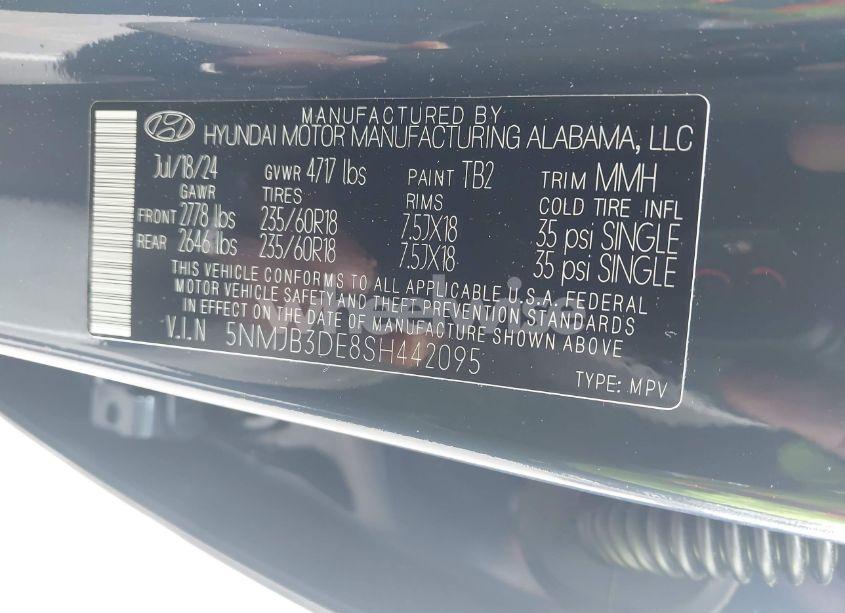 MANUFACTURED BY
HYUNDAI MOTOR MANUFACTURING ALABAMA, LLC
Jul/18/24 GVWR 4717 lbs PAINT TB2 TRIM MMH
GAWR TIRES RIMS COLD TIRE INFL
FRONT 2778 lbs 235/60R18 7.5JX18 35 psi SINGLE
REAR 2646 lbs 235/60R18 7.5JX18 35 psi SINGLE
THIS VEHICLE CONFORMS TO ALL APPLICABLE U.S.A. FEDERAL
MOTOR VEHICLE SAFETY AND THEFT PREVENTION STANDARDS
IN EFFECT ON THE DATE OF MANUFACTURE SHOWN ABOVE
V.I.N 5NMJB3DE8SH442095
TYPE: MPV